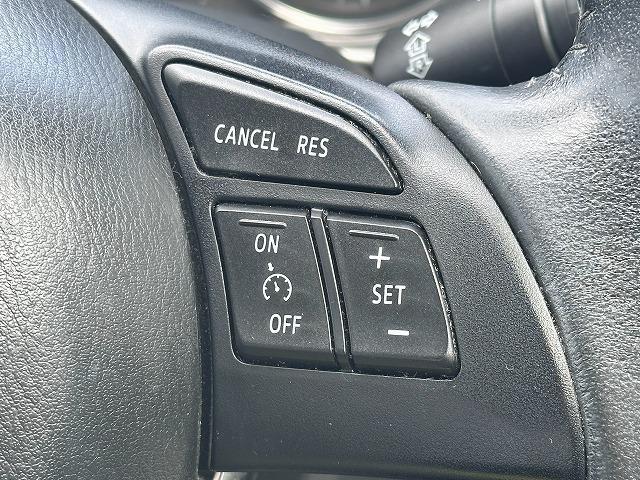 CANCEL RES
ON
OFF
+
SET
-